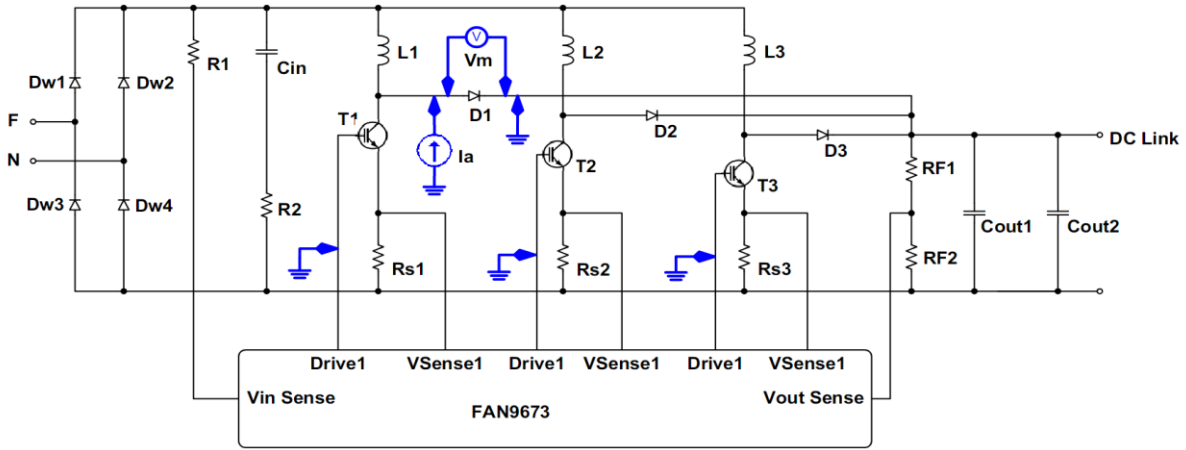 L1
L2
L3
V
Vm
R1
Cin
Dw1
Dw2
D1
D2
D3
T1
T2
T3
Ia
F
N
DC Link
RF1
Dw3
Dw4
R2
Cout1
Cout2
Rs1
Rs2
Rs3
RF2
Drive1
VSense1
Drive1
VSense1
Drive1
VSense1
Vin Sense
Vout Sense
FAN9673